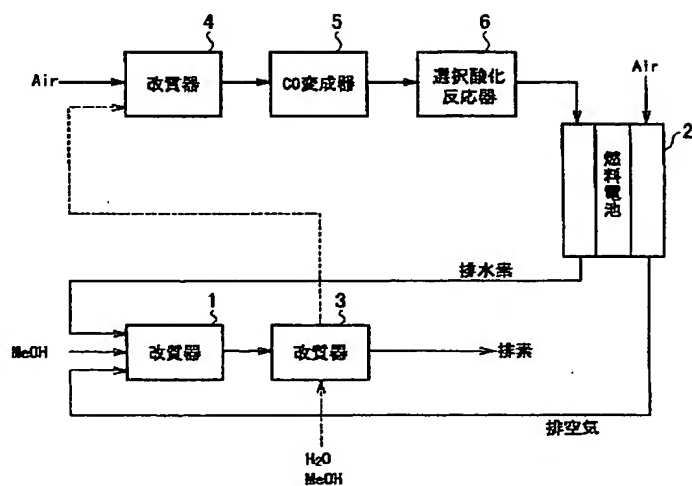 4
5
6
Air
改質器
CO変成器
選択酸化
反応器
Air
2
燃料電池
排水素
1
3
MeOH
改質器
改質器
排素
排空気
H₂O
MeOH